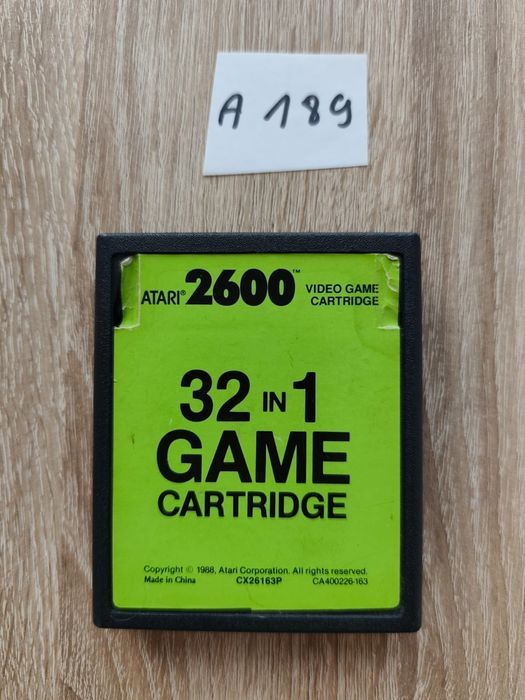 A 189
ATARI® 2600™ VIDEO GAME
CARTRIDGE
32 IN 1
GAME
CARTRIDGE
Copyright © 1988, Atari Corporation. All rights reserved.
Made in China CX26163P CA400226-163